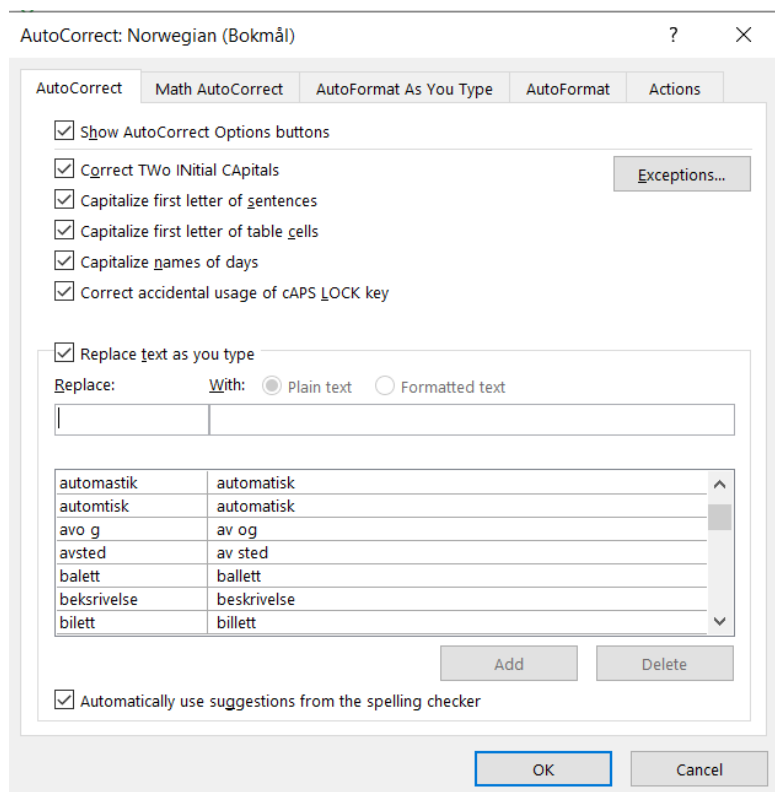 AutoCorrect: Norwegian (Bokmål) ?
AutoCorrect Math AutoCorrect AutoFormat As You Type AutoFormat Actions
Show AutoCorrect Options buttons
Correct TWo INitial CApitals Exceptions...
Capitalize first letter of sentences
Capitalize first letter of table cells
Capitalize names of days
Correct accidental usage of cAPS LOCK key
Replace text as you type
Replace: With: Plain text Formatted text
automastik automatisk
automtisk automatisk
avo g av og
avsted av sted
balett ballett
beksrivelse beskrivelse
bilett billett
Add Delete
Automatically use suggestions from the spelling checker
OK Cancel